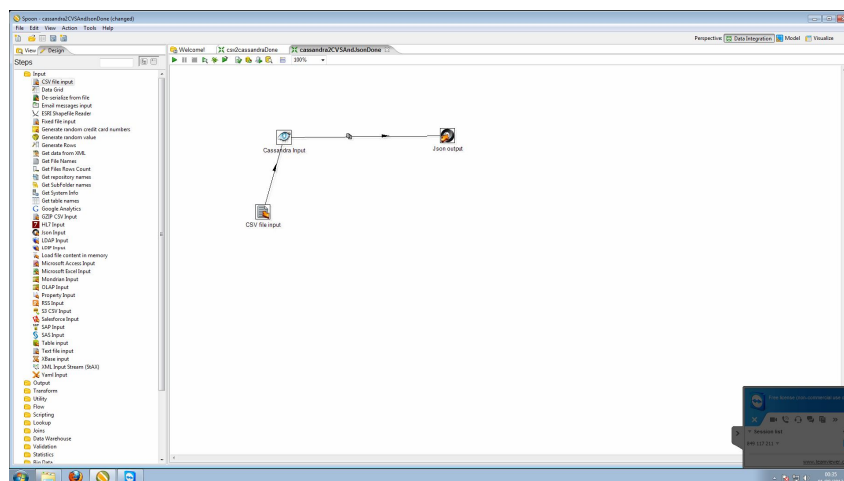 Spoon - cassandra2CVSAndJsonDone (changed)
File Edit View Action Tools Help
Perspective: Data Integration Model Visualize
View Design
Welcome! csv2cassandraDone cassandra2CVSAndJsonDone
Steps
100%
Input
CSV file input
Data Grid
De-serialize from file
Email messages input
ESRI Shapefile Reader
Fixed file input
Generate random credit card numbers
Generate random value
Generate Rows
Get data from XML
Get File Names
Get Files Rows Count
Get repository names
Get SubFolder names
Get System Info
Get table names
Google Analytics
GZIP CSV Input
HL7 Input
Json Input
LDAP Input
LDIF Input
Load file content in memory
Microsoft Access Input
Microsoft Excel Input
Mondrian Input
OLAP Input
Property Input
RSS Input
S3 CSV Input
Salesforce Input
SAP Input
SAS Input
Table input
Text file input
XBase input
XML Input Stream (StAX)
Yaml Input
Output
Transform
Utility
Flow
Scripting
Lookup
Joins
Data Warehouse
Validation
Statistics
Big Data
Cassandra Input
Json output
CSV file input
Session list